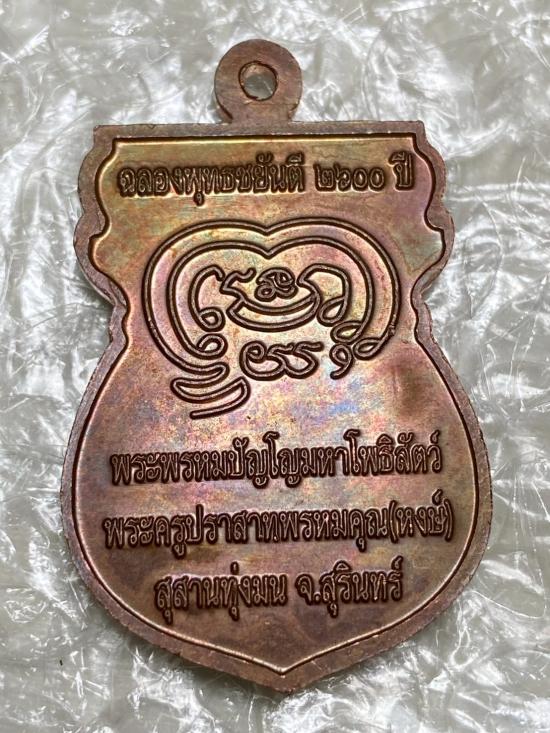 ฉลองพุทธชยันตี ๒๖๐๐ ปี
พระพรหมปัญโญมหาโพธิสัตว์
พระครูปราสาทพรหมคุณ(หงษ์)
สุสานทุ่งมน จ.สุรินทร์